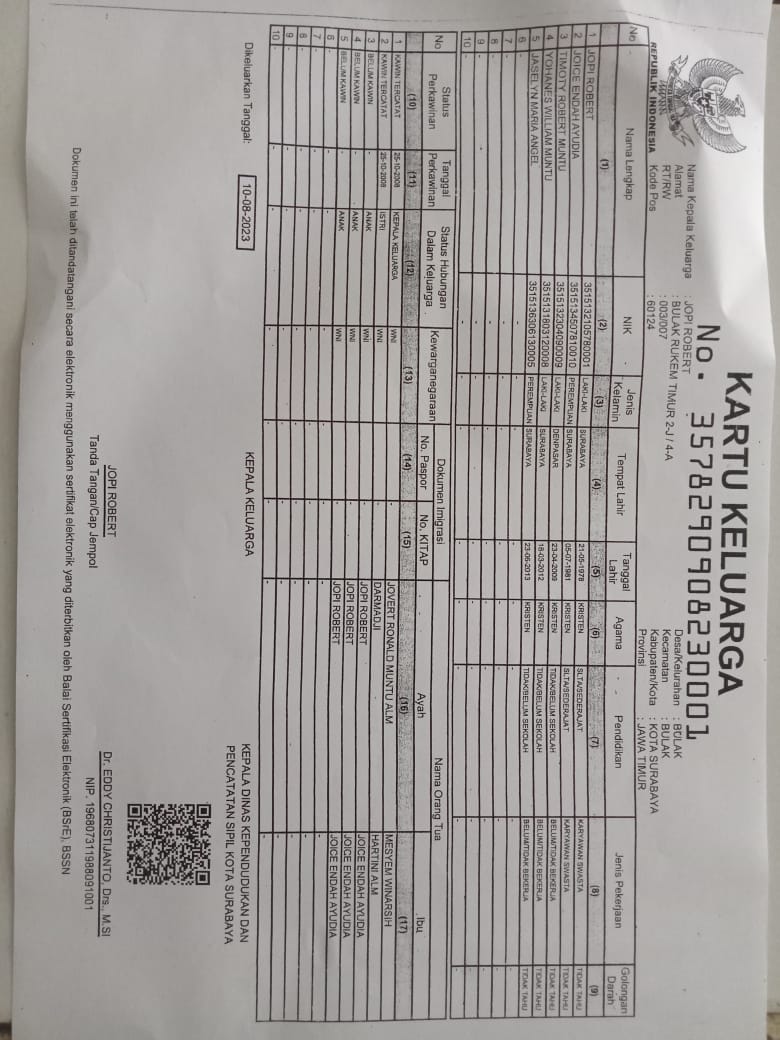 KARTU KELUARGA
No. 3578290908230001
REPUBLIK INDONESIA
Nama Kepala Keluarga : JOPI ROBERT
Alamat : BULAK RUKEM TIMUR 2-J / 4-A
RT/RW : 003/007
Kode Pos : 60124
Desa/Kelurahan : BULAK
Kecamatan : BULAK
Kabupaten/Kota : KOTA SURABAYA
Provinsi : JAWA TIMUR
No Nama Lengkap NIK Jenis Kelamin Tempat Lahir Tanggal Lahir Agama Pendidikan Jenis Pekerjaan Golongan Darah
(1) (2) (3) (4) (5) (6) (7) (8) (9)
1 JOPI ROBERT 3515132105780001 LAKI-LAKI SURABAYA 21-05-1978 KRISTEN SLTA/SEDERAJAT KARYAWAN SWASTA TIDAK TAHU
2 JOICE ENDAH AYUDIA 3515134507810010 PEREMPUAN SURABAYA 05-07-1981 KRISTEN SLTA/SEDERAJAT KARYAWAN SWASTA TIDAK TAHU
3 TIMOTY ROBERT MUNTU 3515132304090009 LAKI-LAKI DENPASAR 23-04-2009 KRISTEN TIDAK/BELUM SEKOLAH BELUM/TIDAK BEKERJA TIDAK TAHU
4 YOHANES WILLIAM MUNTU 3515131803120008 LAKI-LAKI SURABAYA 18-03-2012 KRISTEN TIDAK/BELUM SEKOLAH BELUM/TIDAK BEKERJA TIDAK TAHU
5 JASELYN MARIA ANGEL 3515136306130005 PEREMPUAN SURABAYA 23-06-2013 KRISTEN TIDAK/BELUM SEKOLAH BELUM/TIDAK BEKERJA TIDAK TAHU
6 - - - - - - - - -
7 - - - - - - - - -
8 - - - - - - - - -
9 - - - - - - - - -
10 - - - - - - - - -
No Status Perkawinan Tanggal Perkawinan Status Hubungan Dalam Keluarga Kewarganegaraan Dokumen Imigrasi Nama Orang Tua
No. Paspor No. KITAP Ayah Ibu
(10) (11) (12) (13) (14) (15) (16) (17)
1 KAWIN TERCATAT 25-10-2008 KEPALA KELUARGA WNI - - JOVERT RONALD MUNTU ALM MESYEM WINARSIH
2 KAWIN TERCATAT 25-10-2008 ISTRI WNI - - DARMADJI HARTINI ALM
3 BELUM KAWIN - ANAK WNI - - JOPI ROBERT JOICE ENDAH AYUDIA
4 BELUM KAWIN - ANAK WNI - - JOPI ROBERT JOICE ENDAH AYUDIA
5 BELUM KAWIN - ANAK WNI - - JOPI ROBERT JOICE ENDAH AYUDIA
6 - - - - - - - -
7 - - - - - - - -
8 - - - - - - - -
9 - - - - - - - -
10 - - - - - - - -
Dikeluarkan Tanggal: 10-08-2023
KEPALA KELUARGA
JOPI ROBERT
Tanda Tangan/Cap Jempol
KEPALA DINAS KEPENDUDUKAN DAN
PENCATATAN SIPIL KOTA SURABAYA
Dr. EDDY CHRISTIJANTO, Drs., M.SI
NIP. 196807311988091001
Dokumen ini telah ditandatangani secara elektronik menggunakan sertifikat elektronik yang diterbitkan oleh Balai Sertifikasi Elektronik (BSrE), BSSN